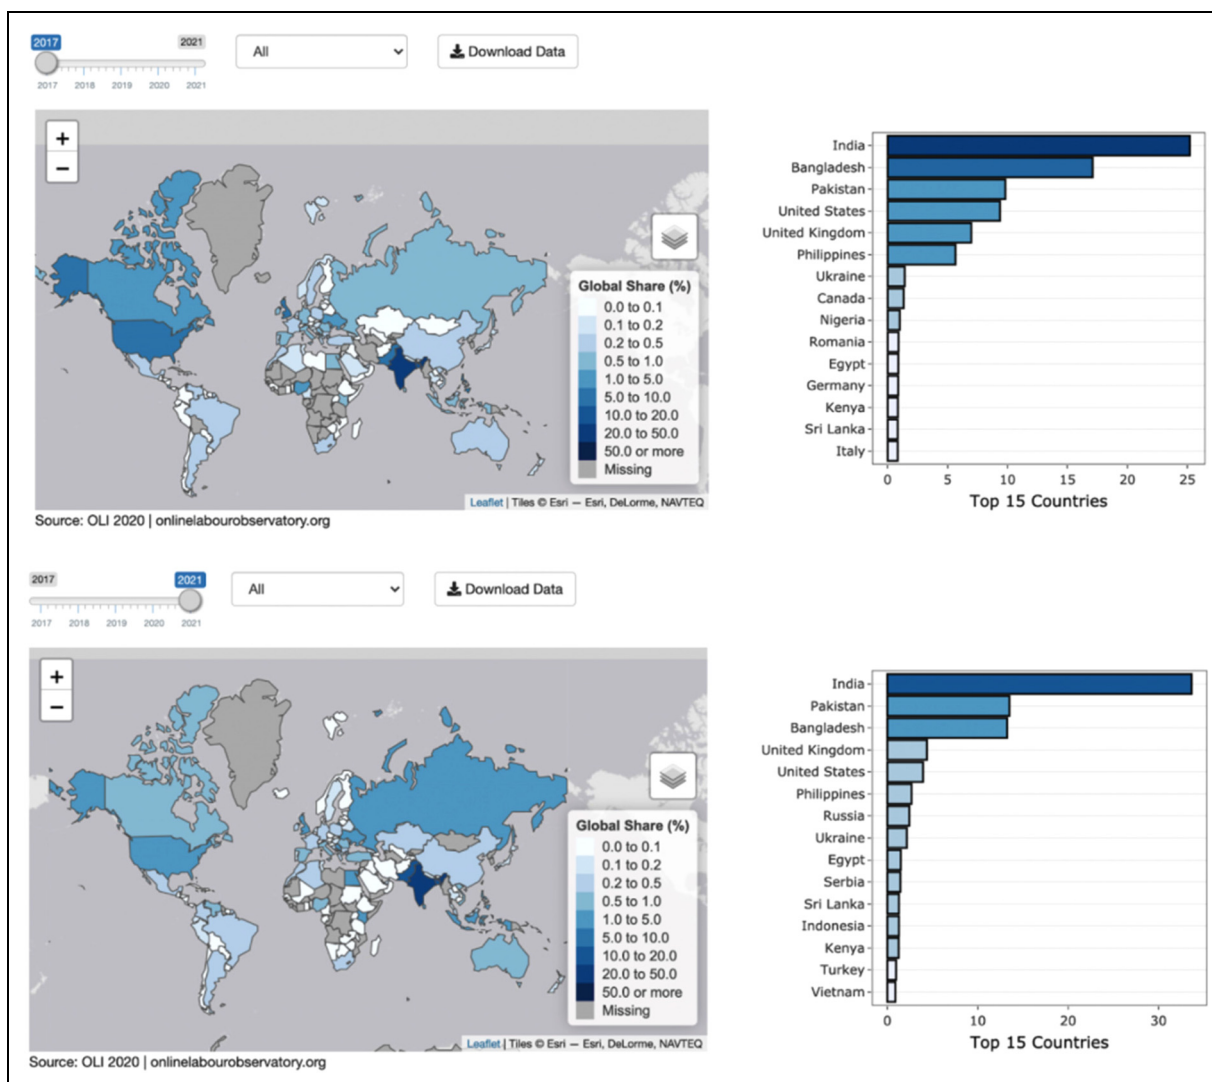 2017
2021
All
Download Data
2017 2018 2019 2020 2021
+
−
Global Share (%)
0.0 to 0.1
0.1 to 0.2
0.2 to 0.5
0.5 to 1.0
1.0 to 5.0
5.0 to 10.0
10.0 to 20.0
20.0 to 50.0
50.0 or more
Missing
Leaflet | Tiles © Esri — Esri, DeLorme, NAVTEQ
Source: OLI 2020 | onlinelabourobservatory.org
India
Bangladesh
Pakistan
United States
United Kingdom
Philippines
Ukraine
Canada
Nigeria
Romania
Egypt
Germany
Kenya
Sri Lanka
Italy
0 5 10 15 20 25
Top 15 Countries
2017
2021
All
Download Data
2017 2018 2019 2020 2021
+
−
Global Share (%)
0.0 to 0.1
0.1 to 0.2
0.2 to 0.5
0.5 to 1.0
1.0 to 5.0
5.0 to 10.0
10.0 to 20.0
20.0 to 50.0
50.0 or more
Missing
Leaflet | Tiles © Esri — Esri, DeLorme, NAVTEQ
Source: OLI 2020 | onlinelabourobservatory.org
India
Pakistan
Bangladesh
United Kingdom
United States
Philippines
Russia
Ukraine
Egypt
Serbia
Sri Lanka
Indonesia
Kenya
Turkey
Vietnam
0 10 20 30
Top 15 Countries